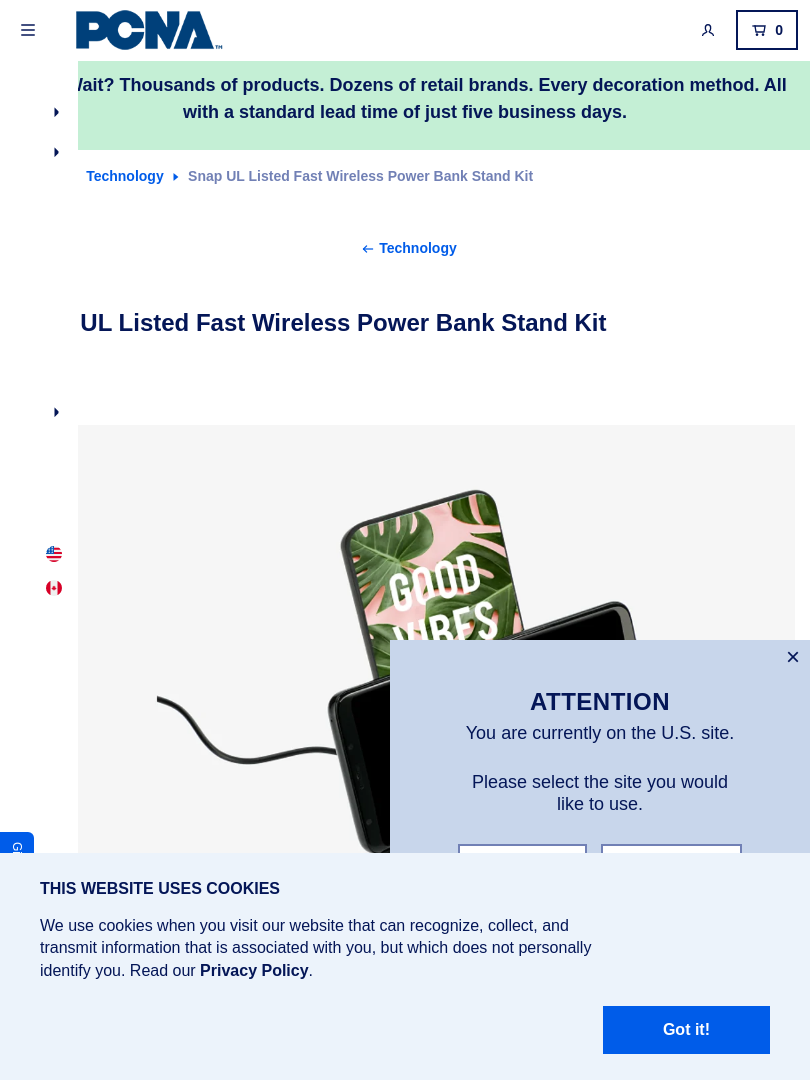 PCNA
0
Thousands of products. Dozens of retail brands. Every decoration method. All
with a standard lead time of just five business days.
Technology
Snap UL Listed Fast Wireless Power Bank Stand Kit
Technology
UL Listed Fast Wireless Power Bank Stand Kit
GOOD
VIBES
ATTENTION
You are currently on the U.S. site.
Please select the site you would
like to use.
THIS WEBSITE USES COOKIES
We use cookies when you visit our website that can recognize, collect, and
transmit information that is associated with you, but which does not personally
identify you. Read our Privacy Policy.
Got it!